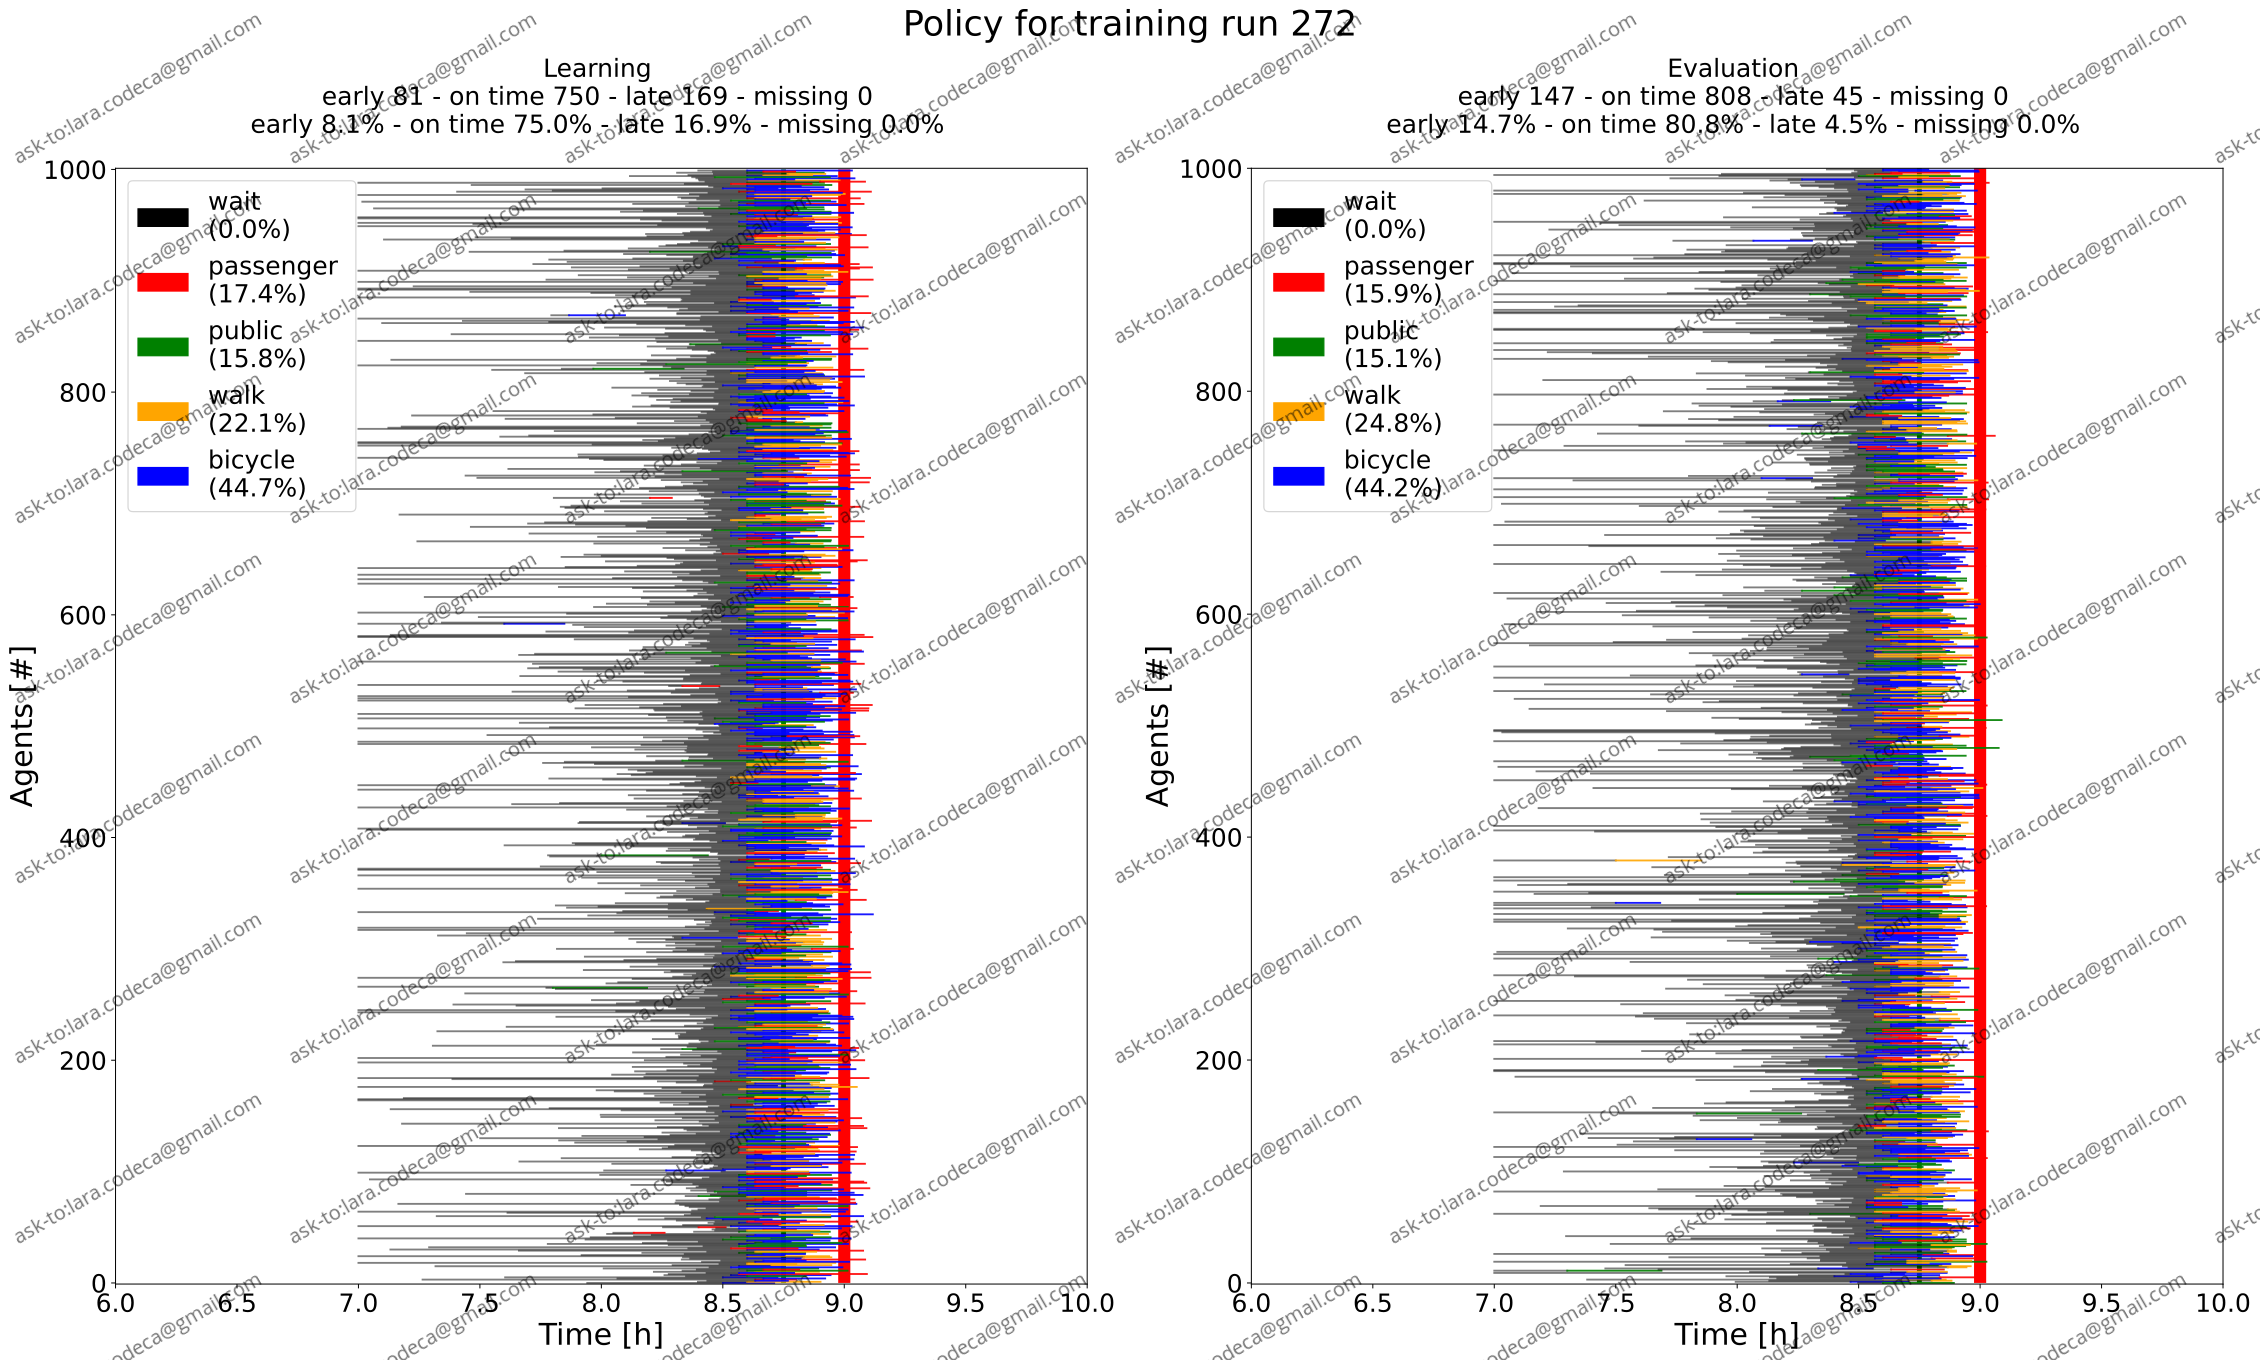 Policy for training run 272
Learning
early 81 - on time 750 - late 169 - missing 0
early 8.1% - on time 75.0% - late 16.9% - missing 0.0%
1000
800
600
400
200
0
Agents [#]
wait
(0.0%)
passenger
(17.4%)
public
(15.8%)
walk
(22.1%)
bicycle
(44.7%)
6.0 6.5 7.0 7.5 8.0 8.5 9.0 9.5 10.0
Time [h]
Evaluation
early 147 - on time 808 - late 45 - missing 0
early 14.7% - on time 80.8% - late 4.5% - missing 0.0%
1000
800
600
400
200
0
Agents [#]
wait
(0.0%)
passenger
(15.9%)
public
(15.1%)
walk
(24.8%)
bicycle
(44.2%)
6.0 6.5 7.0 7.5 8.0 8.5 9.0 9.5 10.0
Time [h]
ask-to:lara.codeca@gmail.com